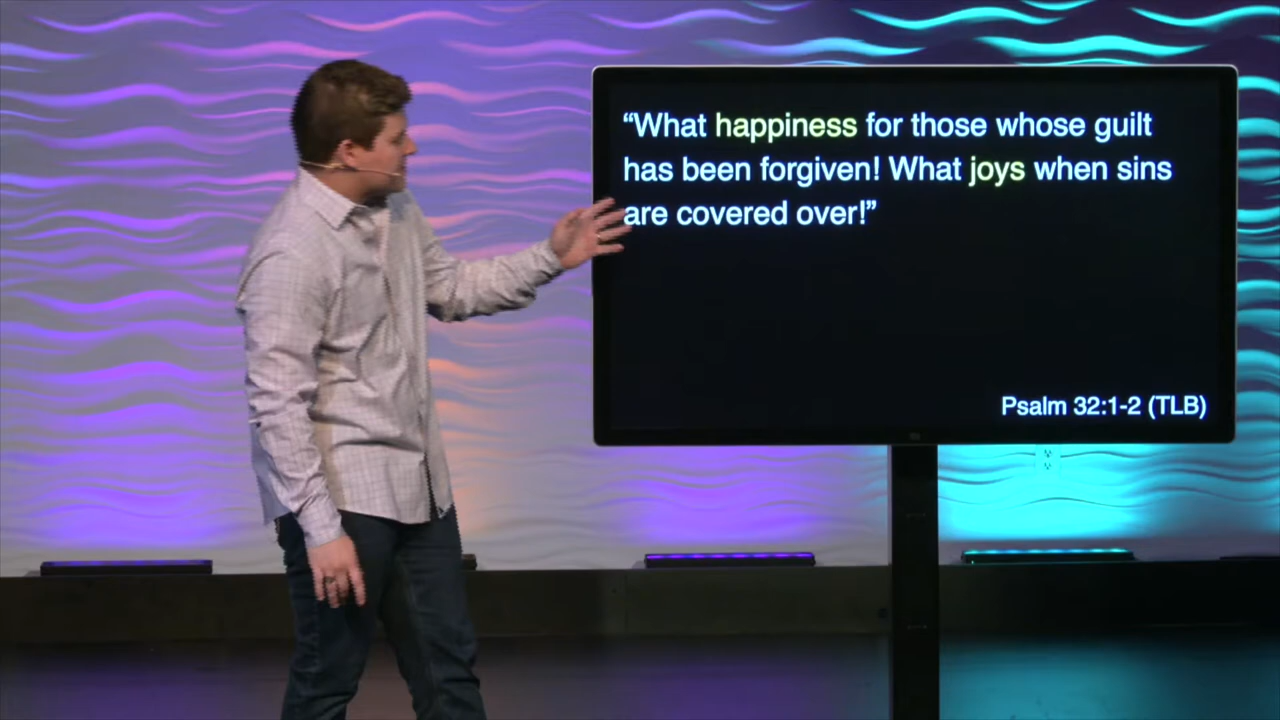 “What happiness for those whose guilt
has been forgiven! What joys when sins
are covered over!”
Psalm 32:1-2 (TLB)